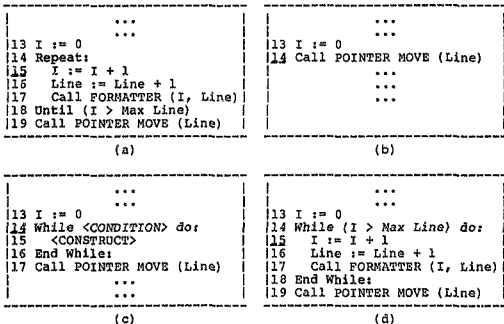 ...
...
13 I := 0
14 Repeat:
15 I := I + 1
16 Line := Line + 1
17 Call FORMATTER (I, Line)
18 Until (I > Max Line)
19 Call POINTER MOVE (Line)
(a)
...
...
13 I := 0
14 Call POINTER MOVE (Line)
...
...
...
(b)
...
...
13 I := 0
14 While <CONDITION> do:
15 <CONSTRUCT>
16 End While:
17 Call POINTER MOVE (Line)
...
...
(c)
...
...
13 I := 0
14 While (I > Max Line) do:
15 I := I + 1
16 Line := Line + 1
17 Call FORMATTER (I, Line)
18 End While:
19 Call POINTER MOVE (Line)
(d)